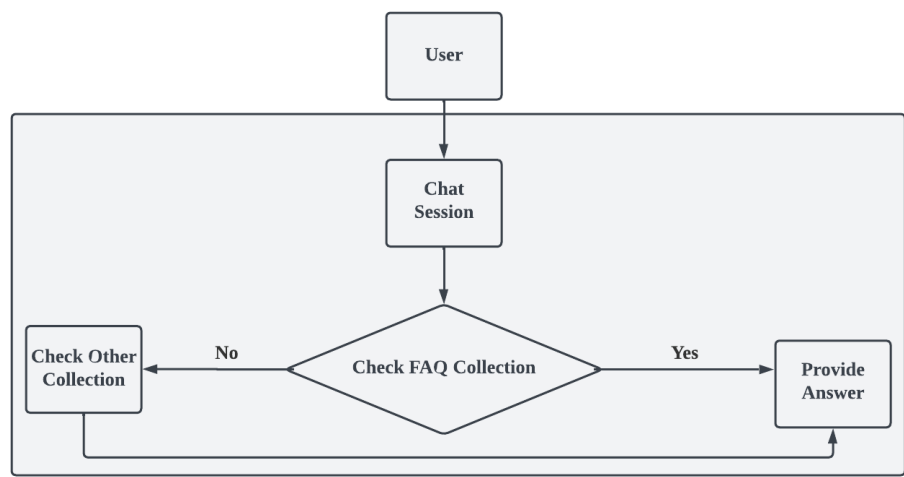 User
Chat
Session
Check FAQ Collection
No
Yes
Check Other
Collection
Provide
Answer